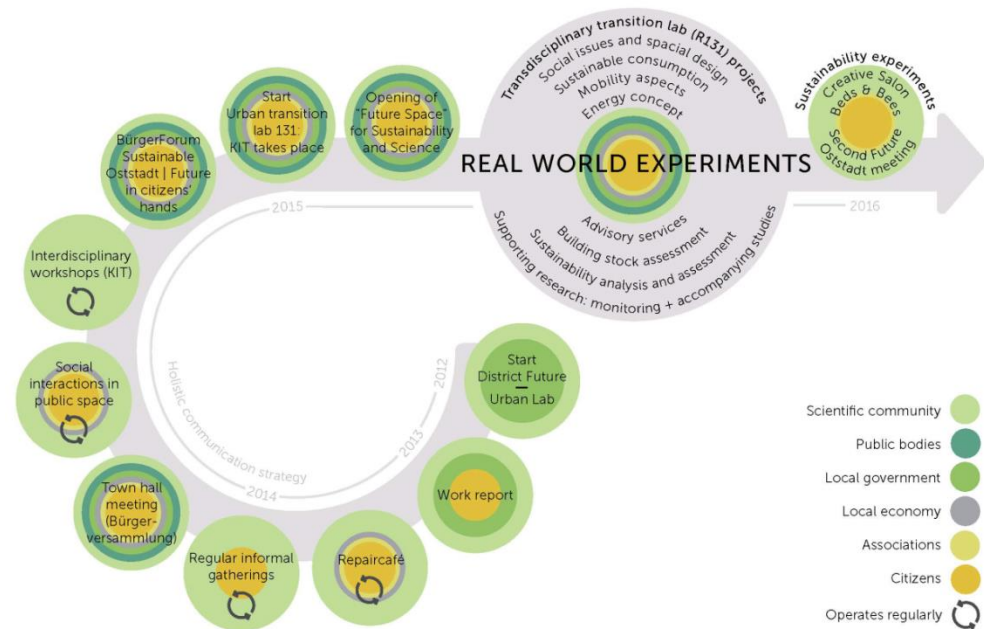 Transdisciplinary transition lab (R131) projects
Social issues and spacial design
Sustainable consumption
Mobility aspects
Energy concept
REAL WORLD EXPERIMENTS
Advisory services
Building stock assessment
Sustainability analysis and assessment
Supporting research: monitoring + accompanying studies
Sustainability experiments
Creative Salon
Beds & Bees
Second Future
Oststadt meeting
2016
Opening of
"Future Space"
for Sustainability
and Science
Start
Urban transition
lab 131:
KIT takes place
2015
BürgerForum
Sustainable
Oststadt | Future
in citizens'
hands
Interdisciplinary
workshops (KIT)
Social
interactions in
public space
Holistic communication strategy
Town hall
meeting
(Bürger-
versammlung)
2014
Regular informal
gatherings
Repaircafé
2013
Work report
2012
Start
District Future
–
Urban Lab
Scientific community
Public bodies
Local government
Local economy
Associations
Citizens
Operates regularly